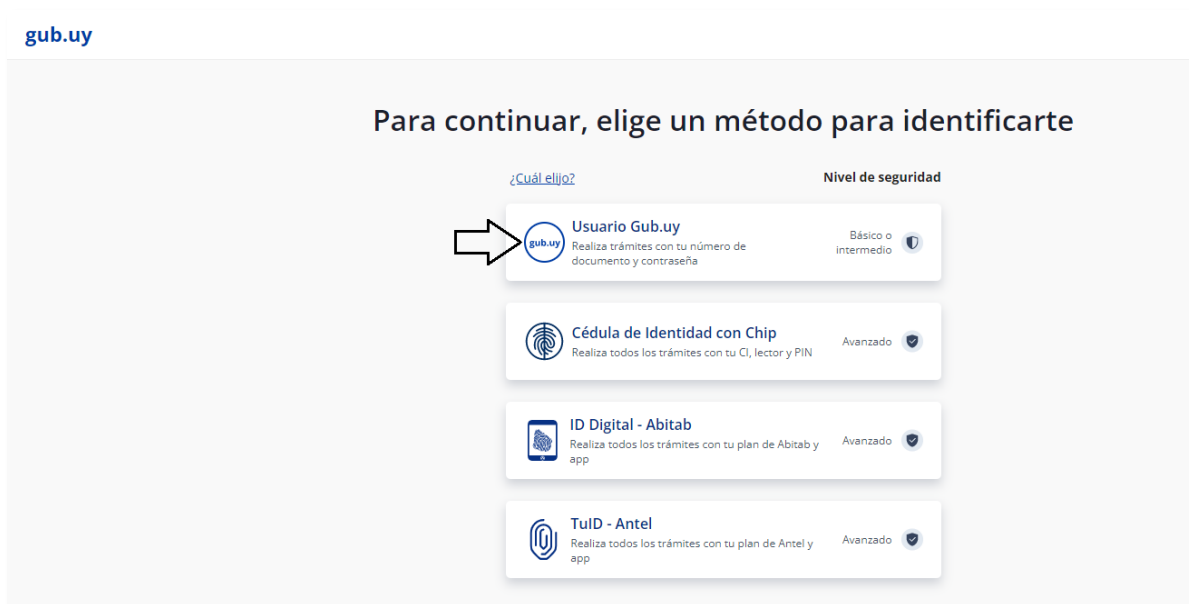 gub.uy
Para continuar, elige un método para identificarte
¿Cuál elijo?
Nivel de seguridad
gub.uy
Usuario Gub.uy
Realiza trámites con tu número de
documento y contraseña
Básico o
intermedio
Cédula de Identidad con Chip
Realiza todos los trámites con tu CI, lector y PIN
Avanzado
ID Digital - Abitab
Realiza todos los trámites con tu plan de Abitab y
app
Avanzado
TuID - Antel
Realiza todos los trámites con tu plan de Antel y
app
Avanzado